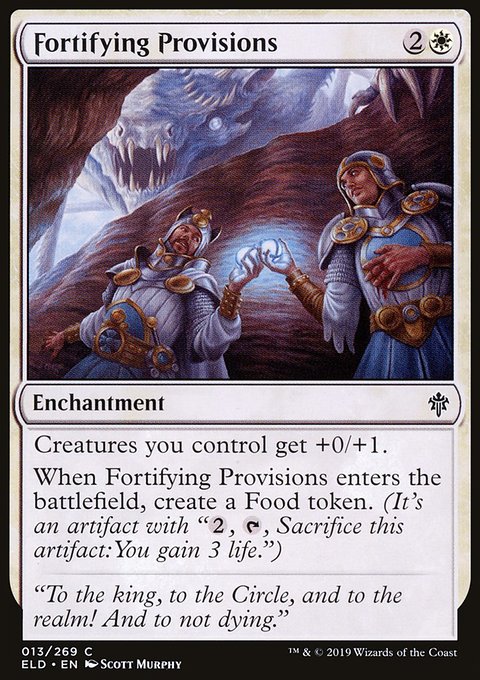 Fortifying Provisions 2
Enchantment
Creatures you control get +0/+1.
When Fortifying Provisions enters the
battlefield, create a Food token. (It's
an artifact with “2, , Sacrifice this
artifact:You gain 3 life.”)
“To the king, to the Circle, and to the
realm! And to not dying.”
013/269 C
ELD • EN Scott Murphy
™ & © 2019 Wizards of the Coast